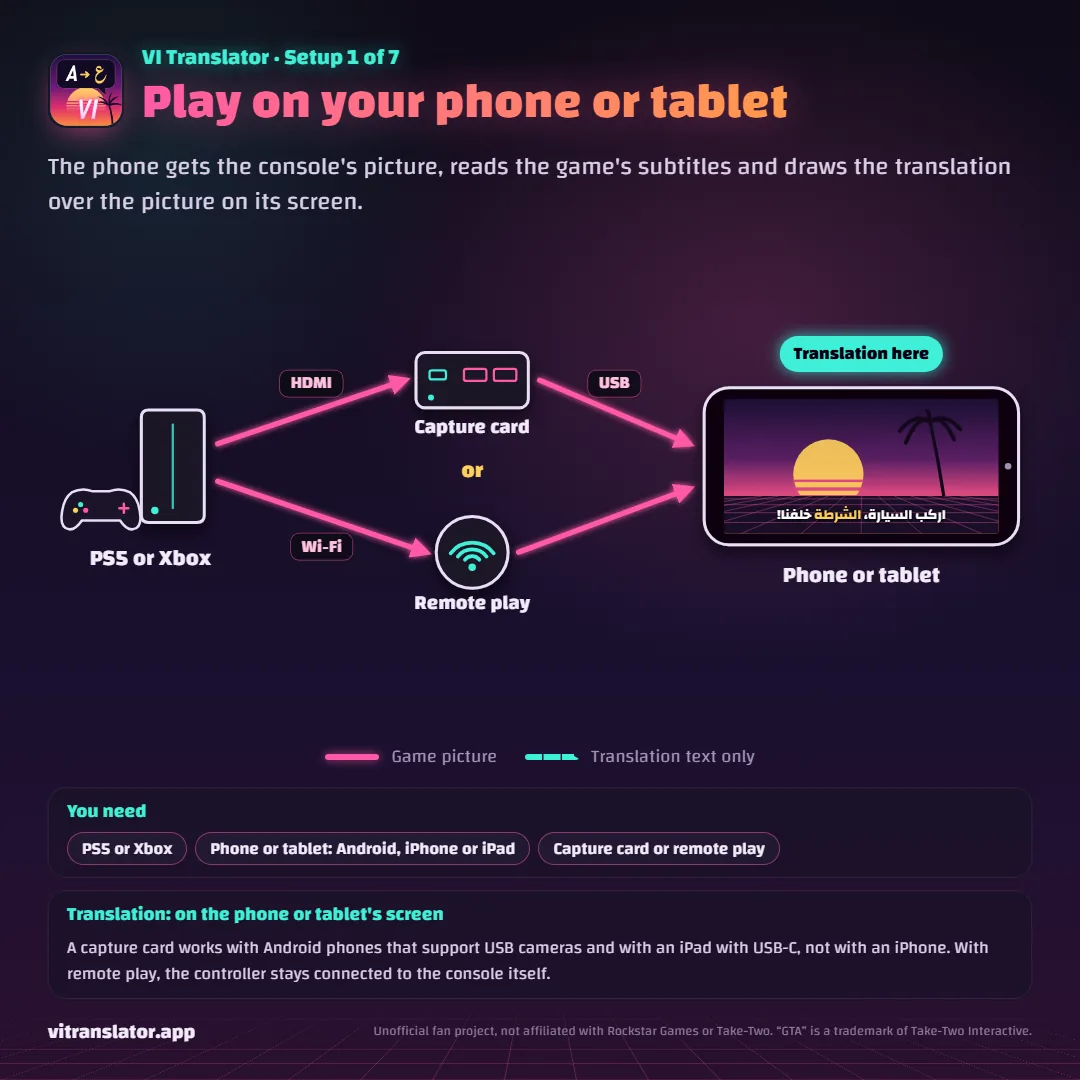 A→ع
VI
VI Translator · Setup 1 of 7
Play on your phone or tablet
The phone gets the console's picture, reads the game's subtitles and draws the translation
over the picture on its screen.
Translation here
HDMI
USB
Capture card
or
Wi-Fi
Remote play
PS5 or Xbox
اركب السيارة، الشرطة خلفنا!
Phone or tablet
Game picture
Translation text only
You need
PS5 or Xbox
Phone or tablet: Android, iPhone or iPad
Capture card or remote play
Translation: on the phone or tablet's screen
A capture card works with Android phones that support USB cameras and with an iPad with USB-C, not with an iPhone. With
remote play, the controller stays connected to the console itself.
vitranslator.app
Unofficial fan project, not affiliated with Rockstar Games or Take-Two. “GTA” is a trademark of Take-Two Interactive.